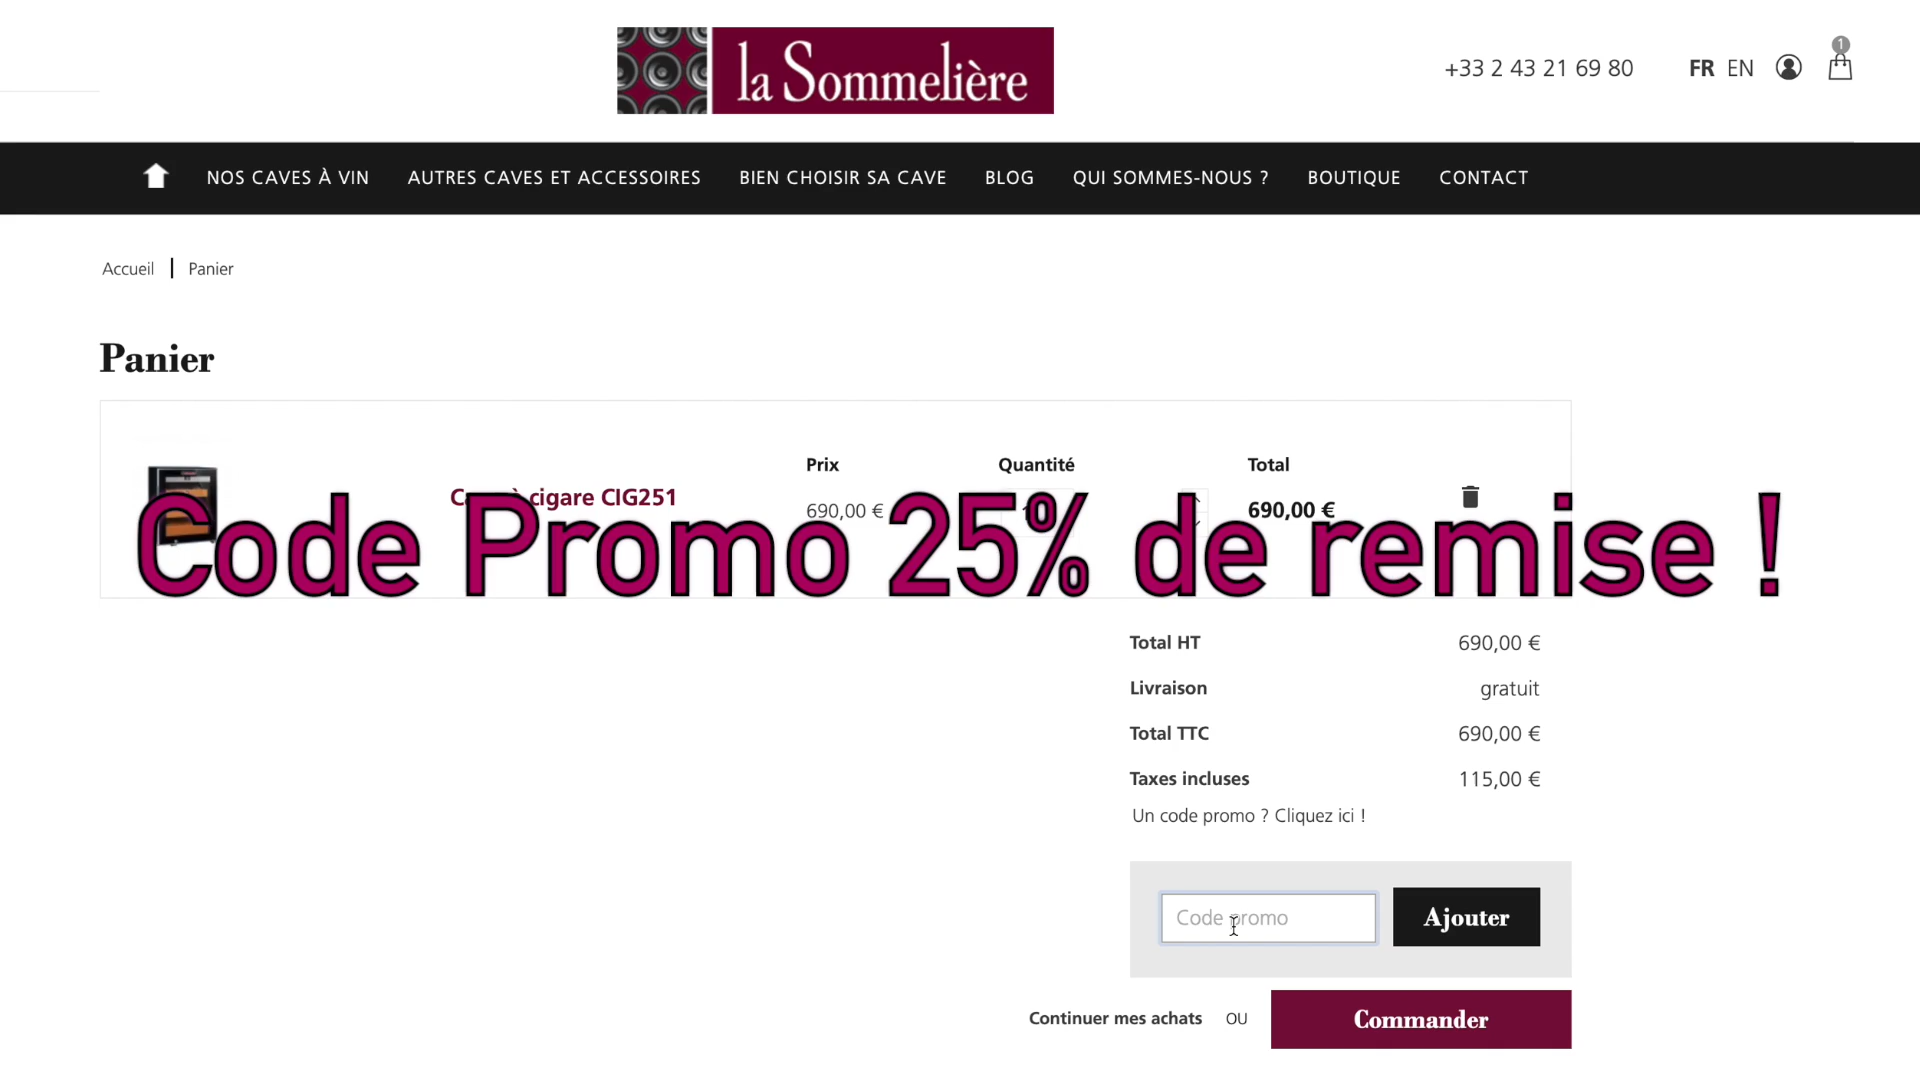 la Sommelière
+33 2 43 21 69 80
FR EN
1
NOS CAVES À VIN
AUTRES CAVES ET ACCESSOIRES
BIEN CHOISIR SA CAVE
BLOG
QUI SOMMES-NOUS ?
BOUTIQUE
CONTACT
Accueil
Panier
Panier
Prix
Quantité
Total
cigare CIG251
690,00 €
690,00 €
Code Promo 25% de remise !
Total HT
690,00 €
Livraison
gratuit
Total TTC
690,00 €
Taxes incluses
115,00 €
Un code promo ? Cliquez ici !
Code promo
Ajouter
Continuer mes achats
OU
Commander